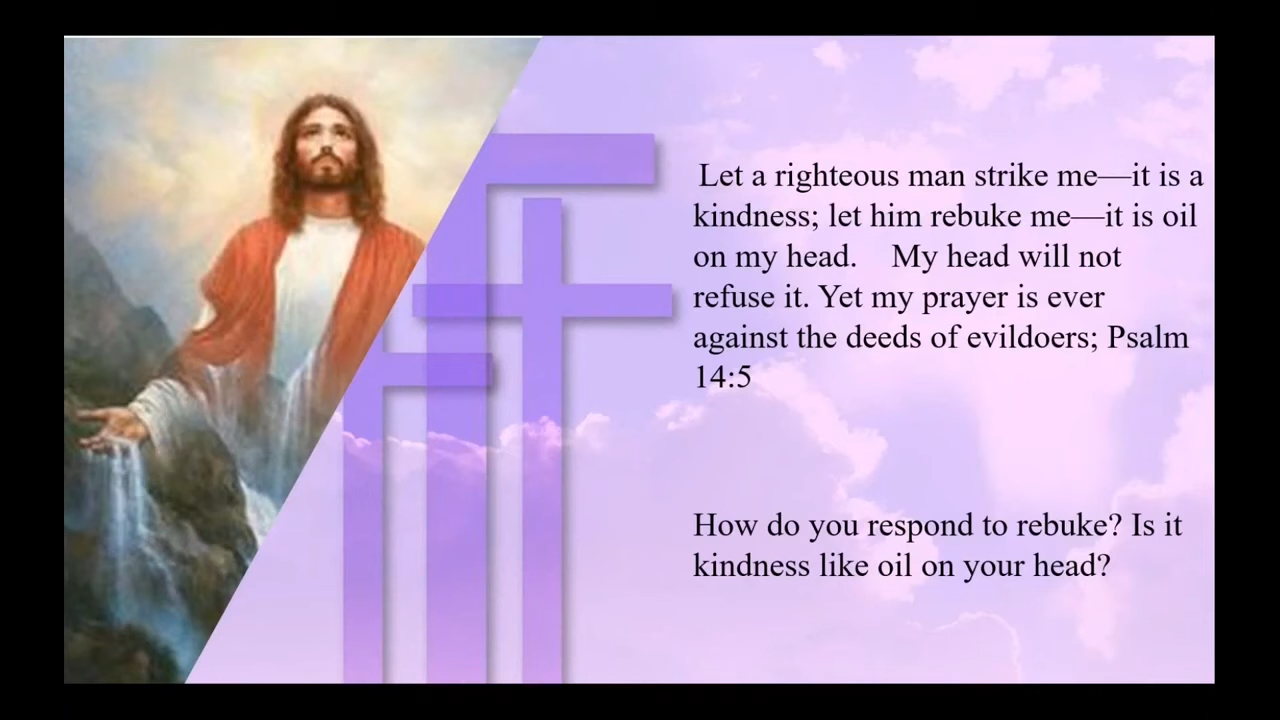 Let a righteous man strike me—it is a
kindness; let him rebuke me—it is oil
on my head.    My head will not
refuse it. Yet my prayer is ever
against the deeds of evildoers; Psalm
14:5
How do you respond to rebuke? Is it
kindness like oil on your head?